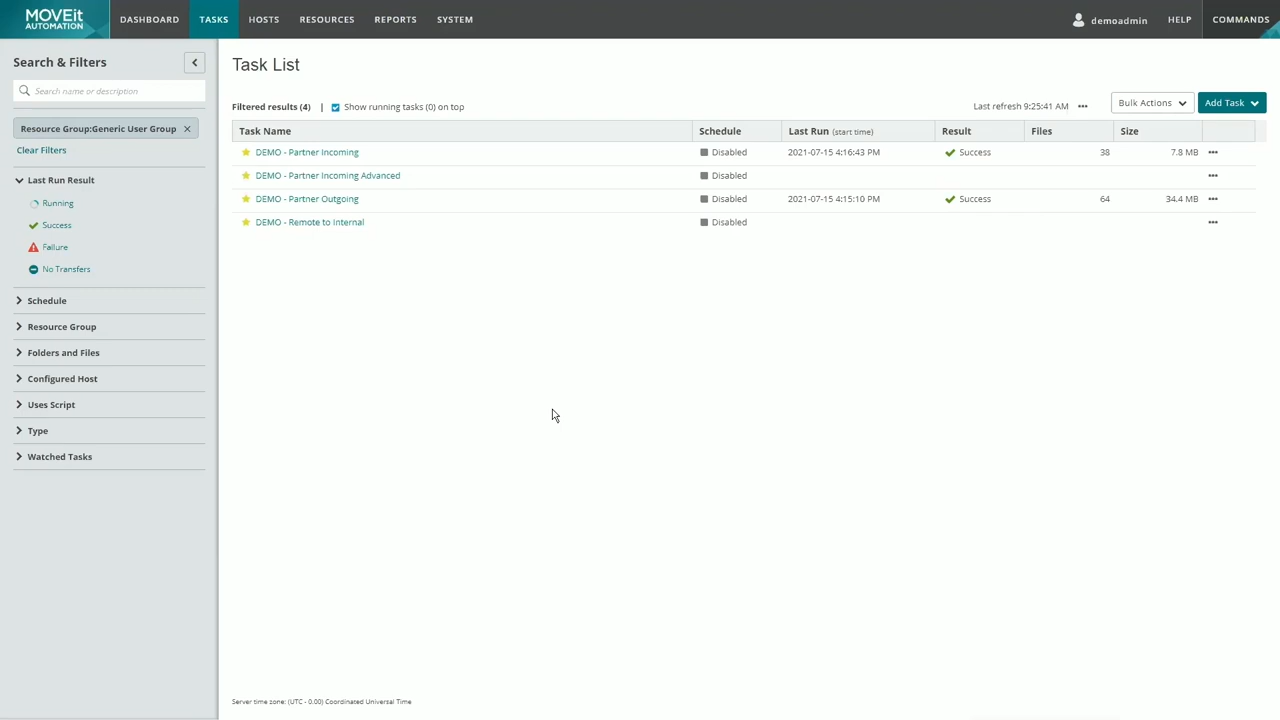 MOVEit AUTOMATION
DASHBOARD TASKS HOSTS RESOURCES REPORTS SYSTEM demoadmin HELP COMMANDS
Search & Filters
Search name or description
Resource Group:Generic User Group
Clear Filters
Last Run Result
Running
Success
Failure
No Transfers
Schedule
Resource Group
Folders and Files
Configured Host
Uses Script
Type
Watched Tasks
Task List
Filtered results (4) | Show running tasks (0) on top Last refresh 9:25:41 AM ••• Bulk Actions Add Task
Task Name Schedule Last Run (start time) Result Files Size
DEMO - Partner Incoming Disabled 2021-07-15 4:16:43 PM Success 38 7.8 MB •••
DEMO - Partner Incoming Advanced Disabled •••
DEMO - Partner Outgoing Disabled 2021-07-15 4:15:10 PM Success 64 34.4 MB •••
DEMO - Remote to Internal Disabled •••
Server time zone: (UTC - 0.00) Coordinated Universal Time